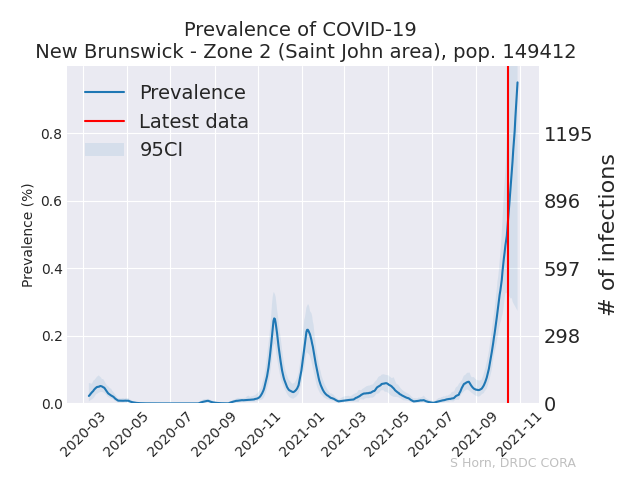 Prevalence of COVID-19
New Brunswick - Zone 2 (Saint John area), pop. 149412
Prevalence
Latest data
95CI
Prevalence (%)
0.8
0.6
0.4
0.2
0.0
1195
896
597
298
0
# of infections
2020-03
2020-05
2020-07
2020-09
2020-11
2021-01
2021-03
2021-05
2021-07
2021-09
2021-11
S Horn, DRDC CORA